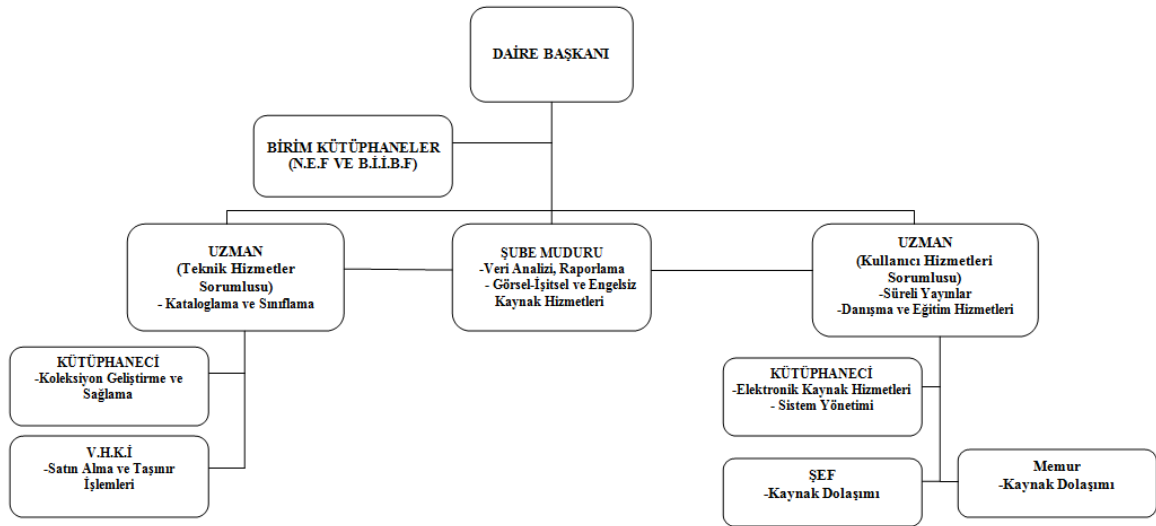 DAİRE BAŞKANI
BİRİM KÜTÜPHANELER
(N.E.F VE B.İ.İ.B.F)
UZMAN
(Teknik Hizmetler
Sorumlusu)
- Kataloglama ve Sınıflama
ŞUBE MUDURU
-Veri Analizi, Raporlama
- Görsel-İşitsel ve Engelsiz
Kaynak Hizmetleri
UZMAN
(Kullanıcı Hizmetleri
Sorumlusu)
-Süreli Yayınlar
-Danışma ve Eğitim Hizmetleri
KÜTÜPHANECİ
-Koleksiyon Geliştirme ve
Sağlama
V.H.K.İ
-Satın Alma ve Taşınır
İşlemleri
KÜTÜPHANECİ
-Elektronik Kaynak Hizmetleri
- Sistem Yönetimi
ŞEF
-Kaynak Dolaşımı
Memur
-Kaynak Dolaşımı